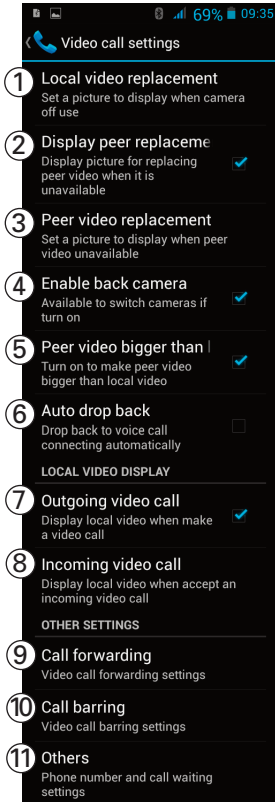 69% 09:35
Video call settings
1 Local video replacement
Set a picture to display when camera
off use
2 Display peer replaceme
Display picture for replacing
peer video when it is
unavailable
3 Peer video replacement
Set a picture to display when peer
video unavailable
4 Enable back camera
Available to switch cameras if
turn on
5 Peer video bigger than
Turn on to make peer video
bigger than local video
6 Auto drop back
Drop back to voice call
connecting automatically
LOCAL VIDEO DISPLAY
7 Outgoing video call
Display local video when make
a video call
8 Incoming video call
Display local video when accept an
incoming video call
OTHER SETTINGS
9 Call forwarding
Video call forwarding settings
10 Call barring
Video call barring settings
11 Others
Phone number and call waiting
settings